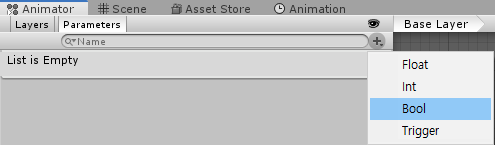 Animator Scene Asset Store Animation
Layers Parameters Base Layer
Name
List is Empty
Float
Int
Bool
Trigger